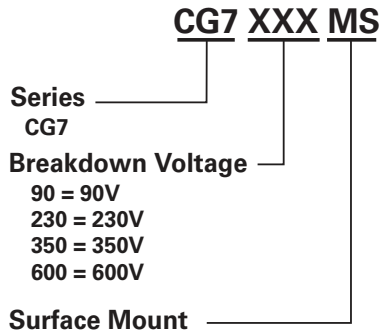 CG7 XXX MS
Series
CG7
Breakdown Voltage
90 = 90V
230 = 230V
350 = 350V
600 = 600V
Surface Mount